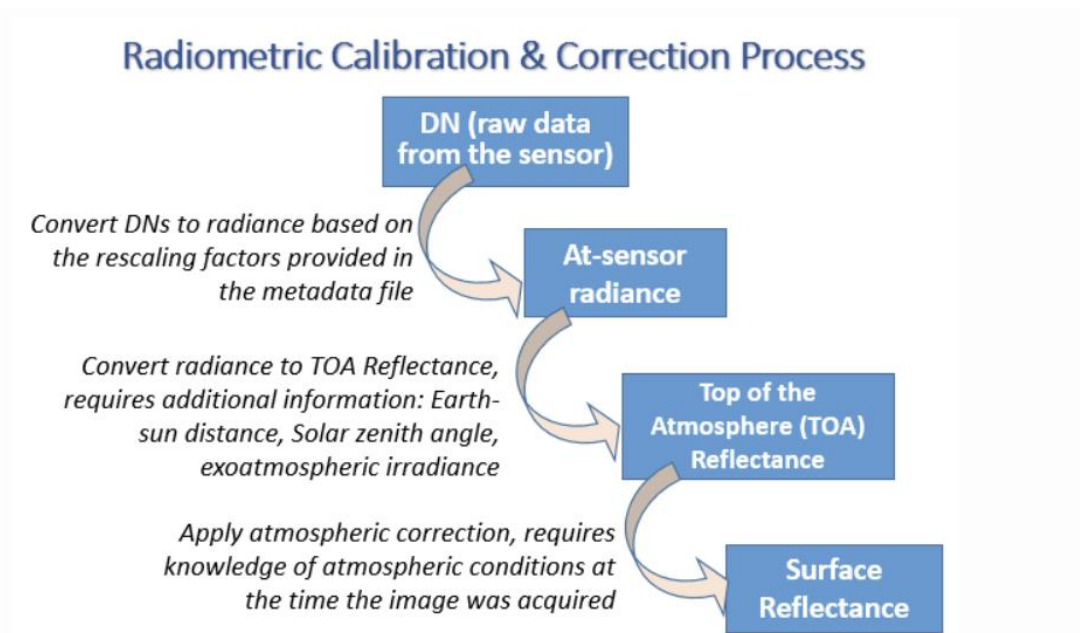 Radiometric Calibration & Correction Process
DN (raw data
from the sensor)
Convert DNs to radiance based on
the rescaling factors provided in
the metadata file
At-sensor
radiance
Convert radiance to TOA Reflectance,
requires additional information: Earth-
sun distance, Solar zenith angle,
exoatmospheric irradiance
Top of the
Atmosphere (TOA)
Reflectance
Apply atmospheric correction, requires
knowledge of atmospheric conditions at
the time the image was acquired
Surface
Reflectance